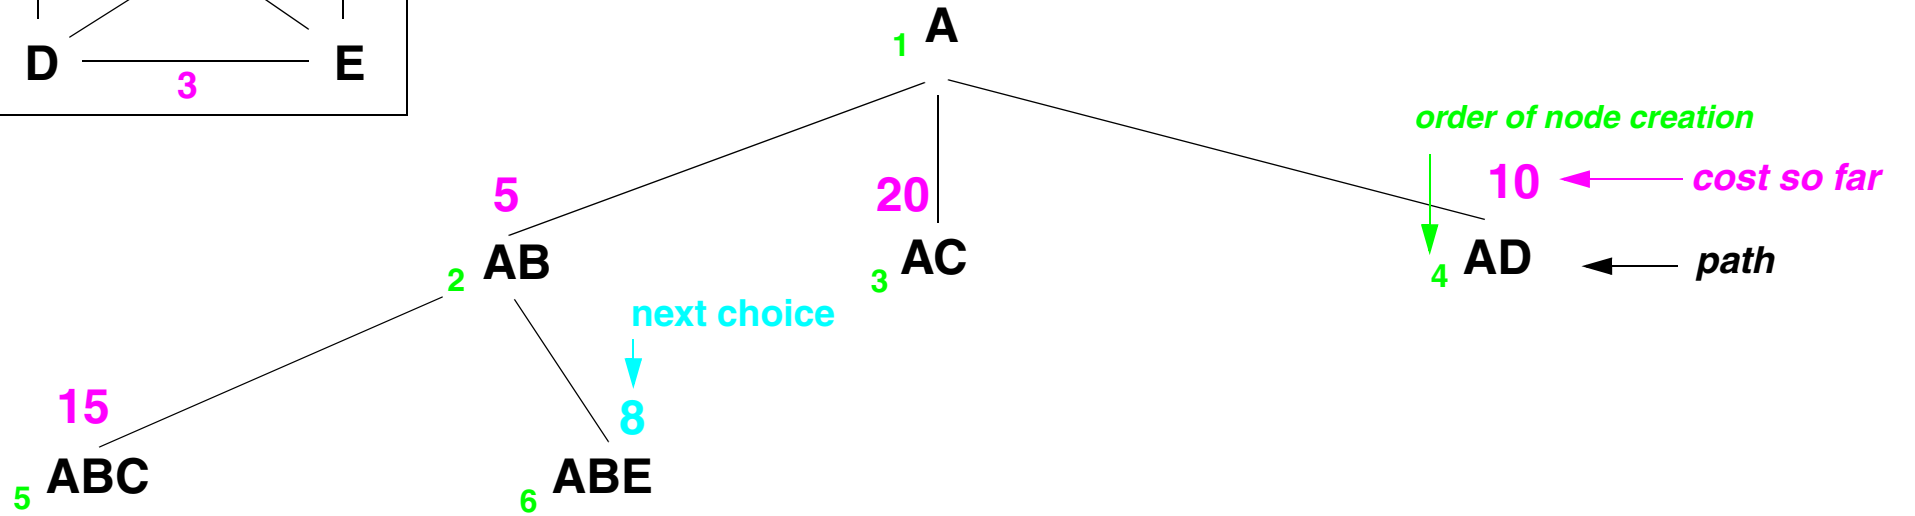 D
E
3
A
1
order of node creation
5
20
10
cost so far
AB
2
AC
3
AD
4
path
next choice
15
8
ABC
5
ABE
6